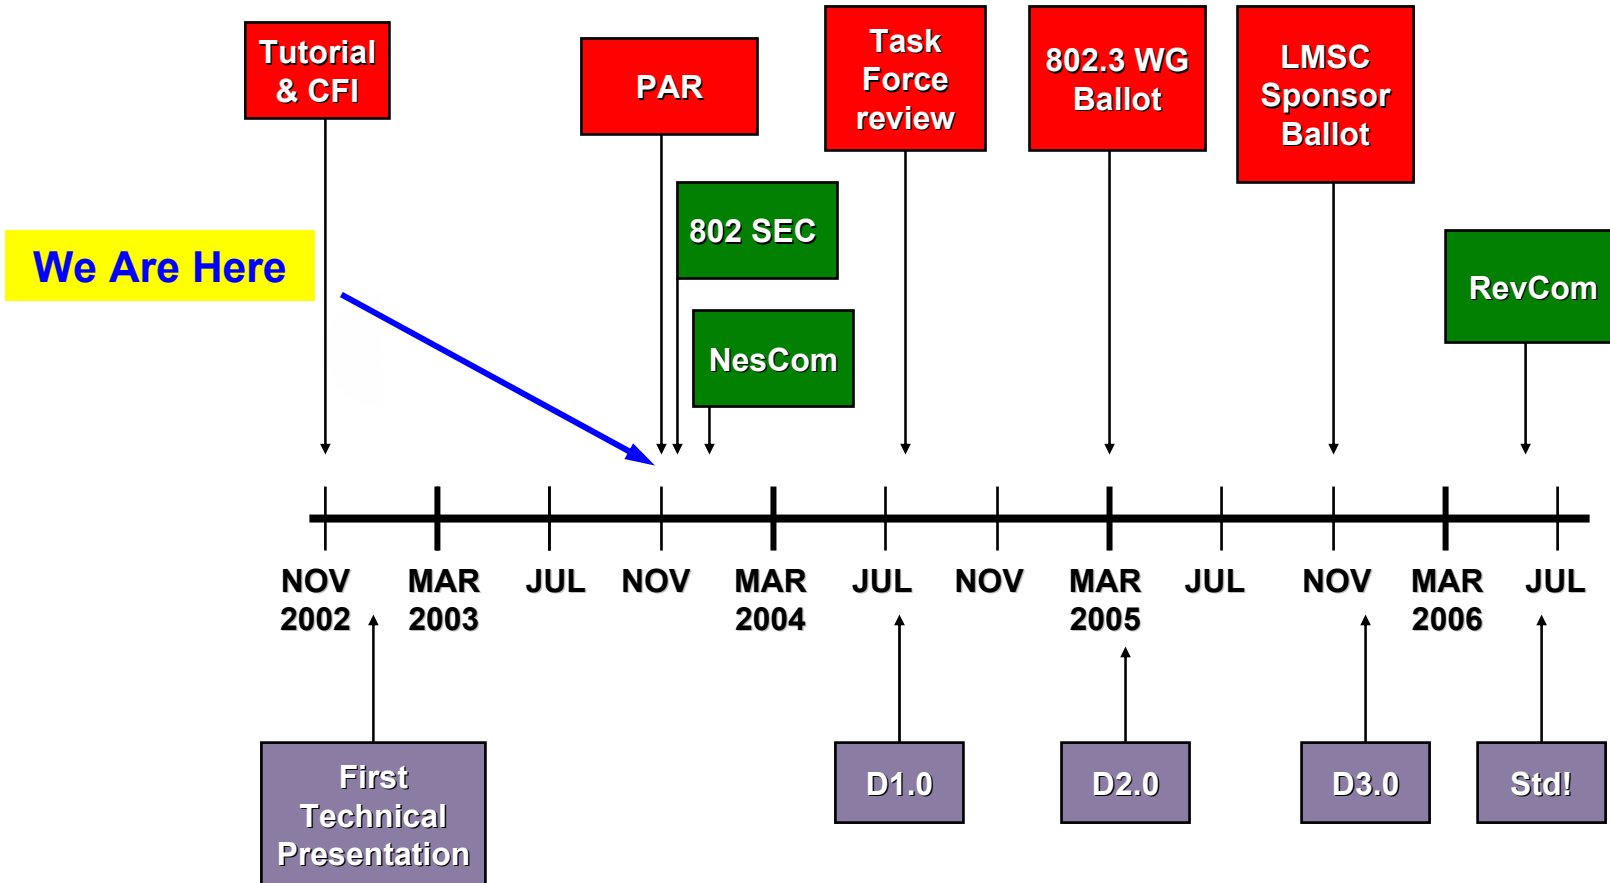 Tutorial
& CFI
PAR
Task
Force
review
802.3 WG
Ballot
LMSC
Sponsor
Ballot
802 SEC
We Are Here
RevCom
NesCom
NOV
2002
MAR
2003
JUL
NOV
MAR
2004
JUL
NOV
MAR
2005
JUL
NOV
MAR
2006
JUL
First
Technical
Presentation
D1.0
D2.0
D3.0
Std!